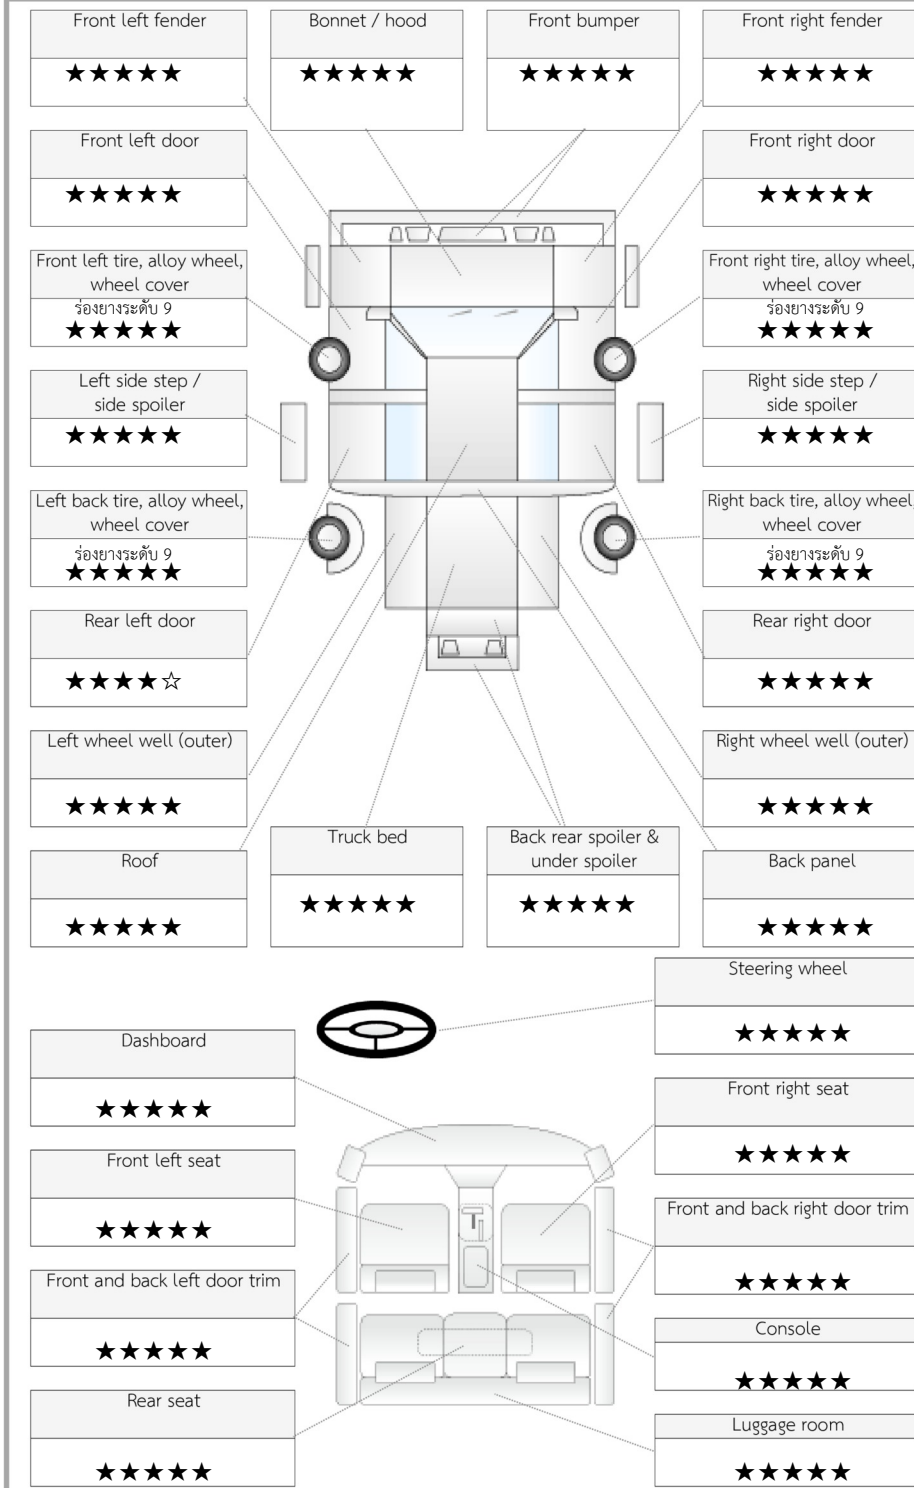 Front left fender
★★★★★
Bonnet / hood
★★★★★
Front bumper
★★★★★
Front right fender
★★★★★
Front left door
★★★★★
Front right door
★★★★★
Front left tire, alloy wheel,
wheel cover
ร่องยางระดับ 9
★★★★★
Front right tire, alloy wheel,
wheel cover
ร่องยางระดับ 9
★★★★★
Left side step /
side spoiler
★★★★★
Right side step /
side spoiler
★★★★★
Left back tire, alloy wheel,
wheel cover
ร่องยางระดับ 9
★★★★★
Right back tire, alloy wheel,
wheel cover
ร่องยางระดับ 9
★★★★★
Rear left door
★★★★☆
Rear right door
★★★★★
Left wheel well (outer)
★★★★★
Right wheel well (outer)
★★★★★
Roof
★★★★★
Truck bed
★★★★★
Back rear spoiler &
under spoiler
★★★★★
Back panel
★★★★★
Steering wheel
★★★★★
Dashboard
★★★★★
Front right seat
★★★★★
Front left seat
★★★★★
Front and back right door trim
★★★★★
Front and back left door trim
★★★★★
Console
★★★★★
Rear seat
★★★★★
Luggage room
★★★★★